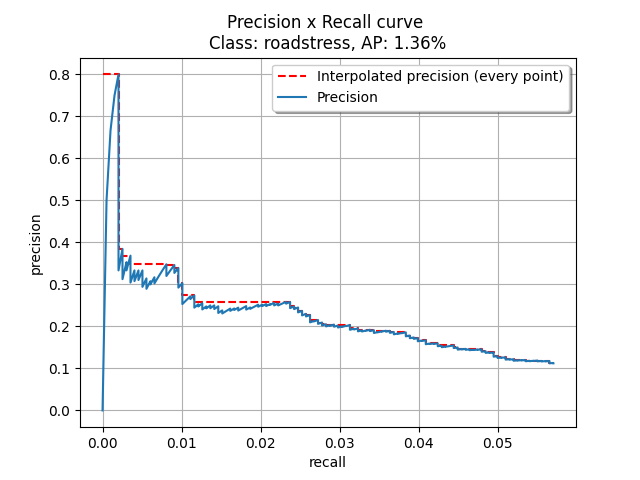 Precision x Recall curve
Class: roadstress, AP: 1.36%
Interpolated precision (every point)
Precision
precision
0.8
0.7
0.6
0.5
0.4
0.3
0.2
0.1
0.0
0.00 0.01 0.02 0.03 0.04 0.05
recall